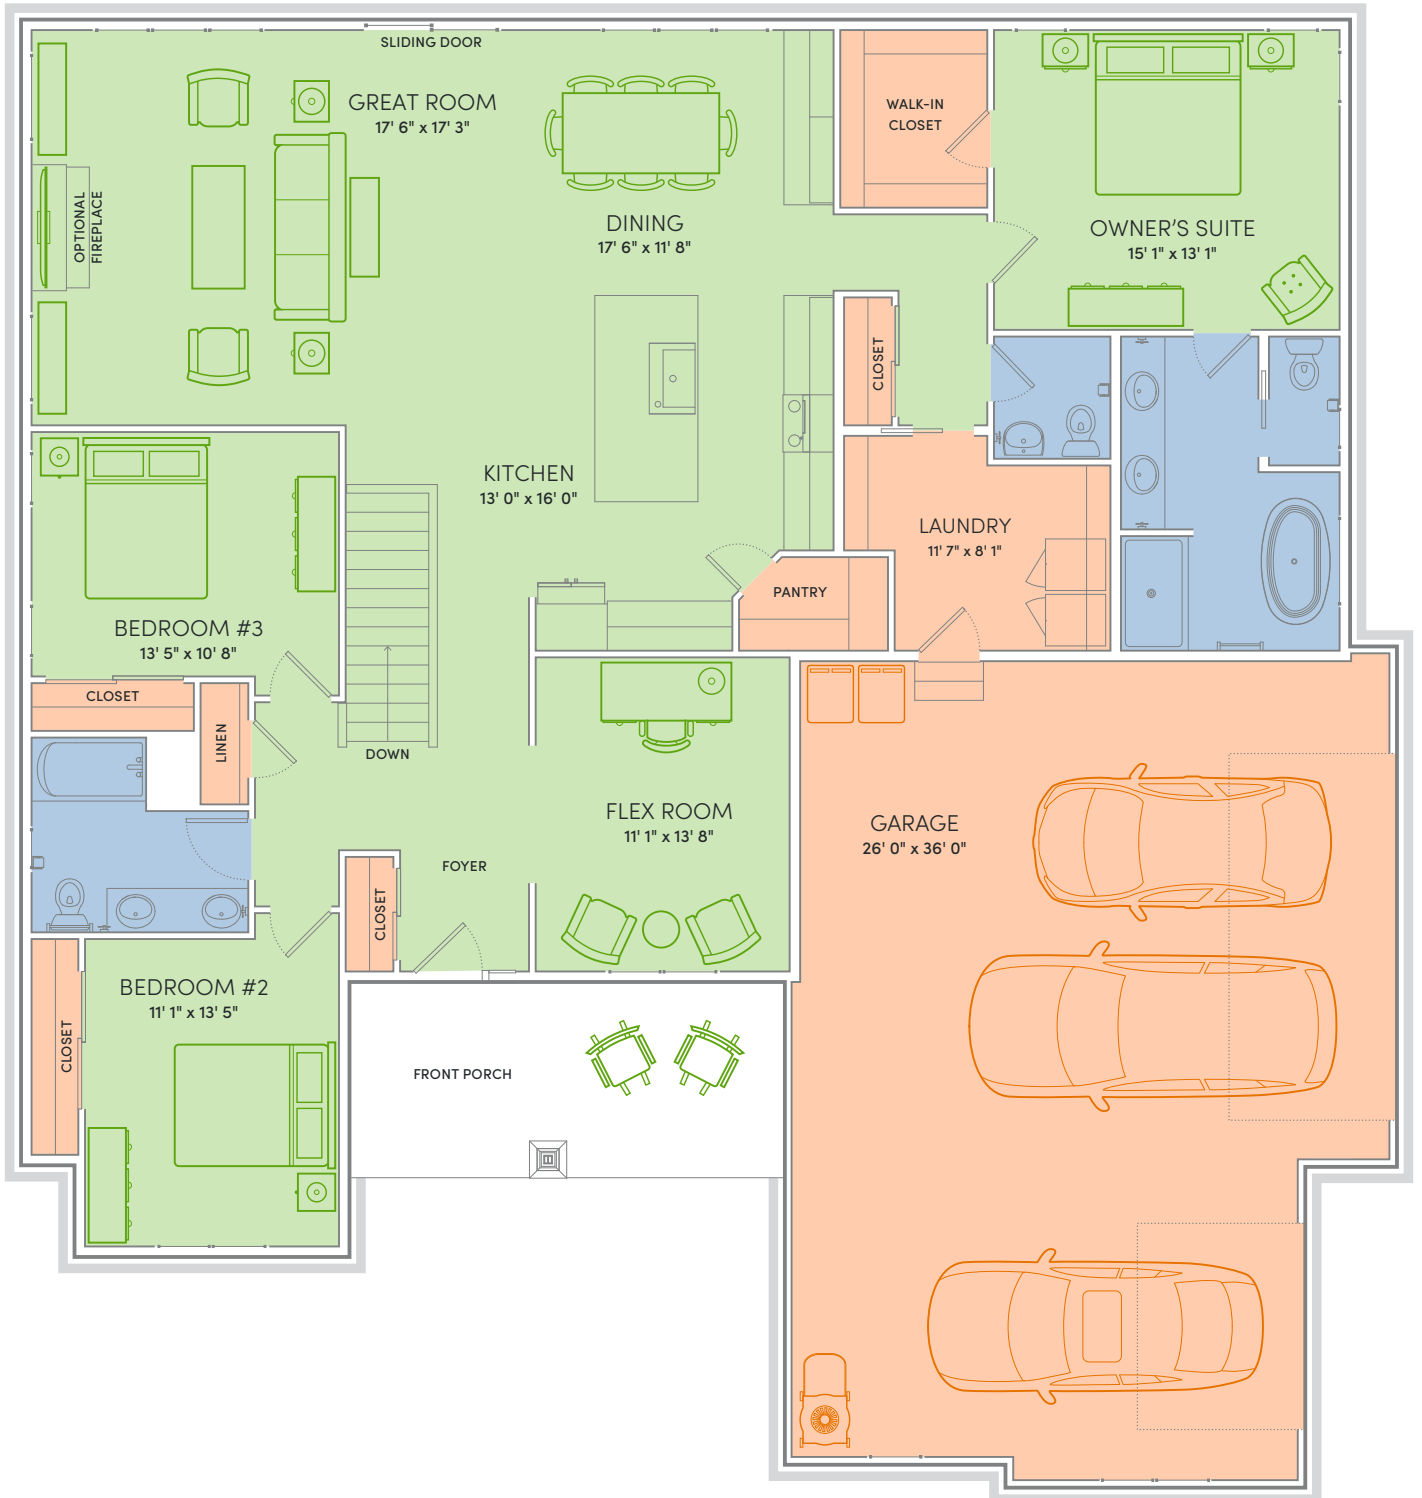 SLIDING DOOR
GREAT ROOM
17' 6" x 17' 3"
WALK-IN
CLOSET
OPTIONAL
FIREPLACE
DINING
17' 6" x 11' 8"
OWNER'S SUITE
15' 1" x 13' 1"
CLOSET
KITCHEN
13' 0" x 16' 0"
LAUNDRY
11' 7" x 8' 1"
PANTRY
BEDROOM #3
13' 5" x 10' 8"
CLOSET
LINEN
DOWN
FLEX ROOM
11' 1" x 13' 8"
GARAGE
26' 0" x 36' 0"
FOYER
CLOSET
BEDROOM #2
11' 1" x 13' 5"
CLOSET
FRONT PORCH